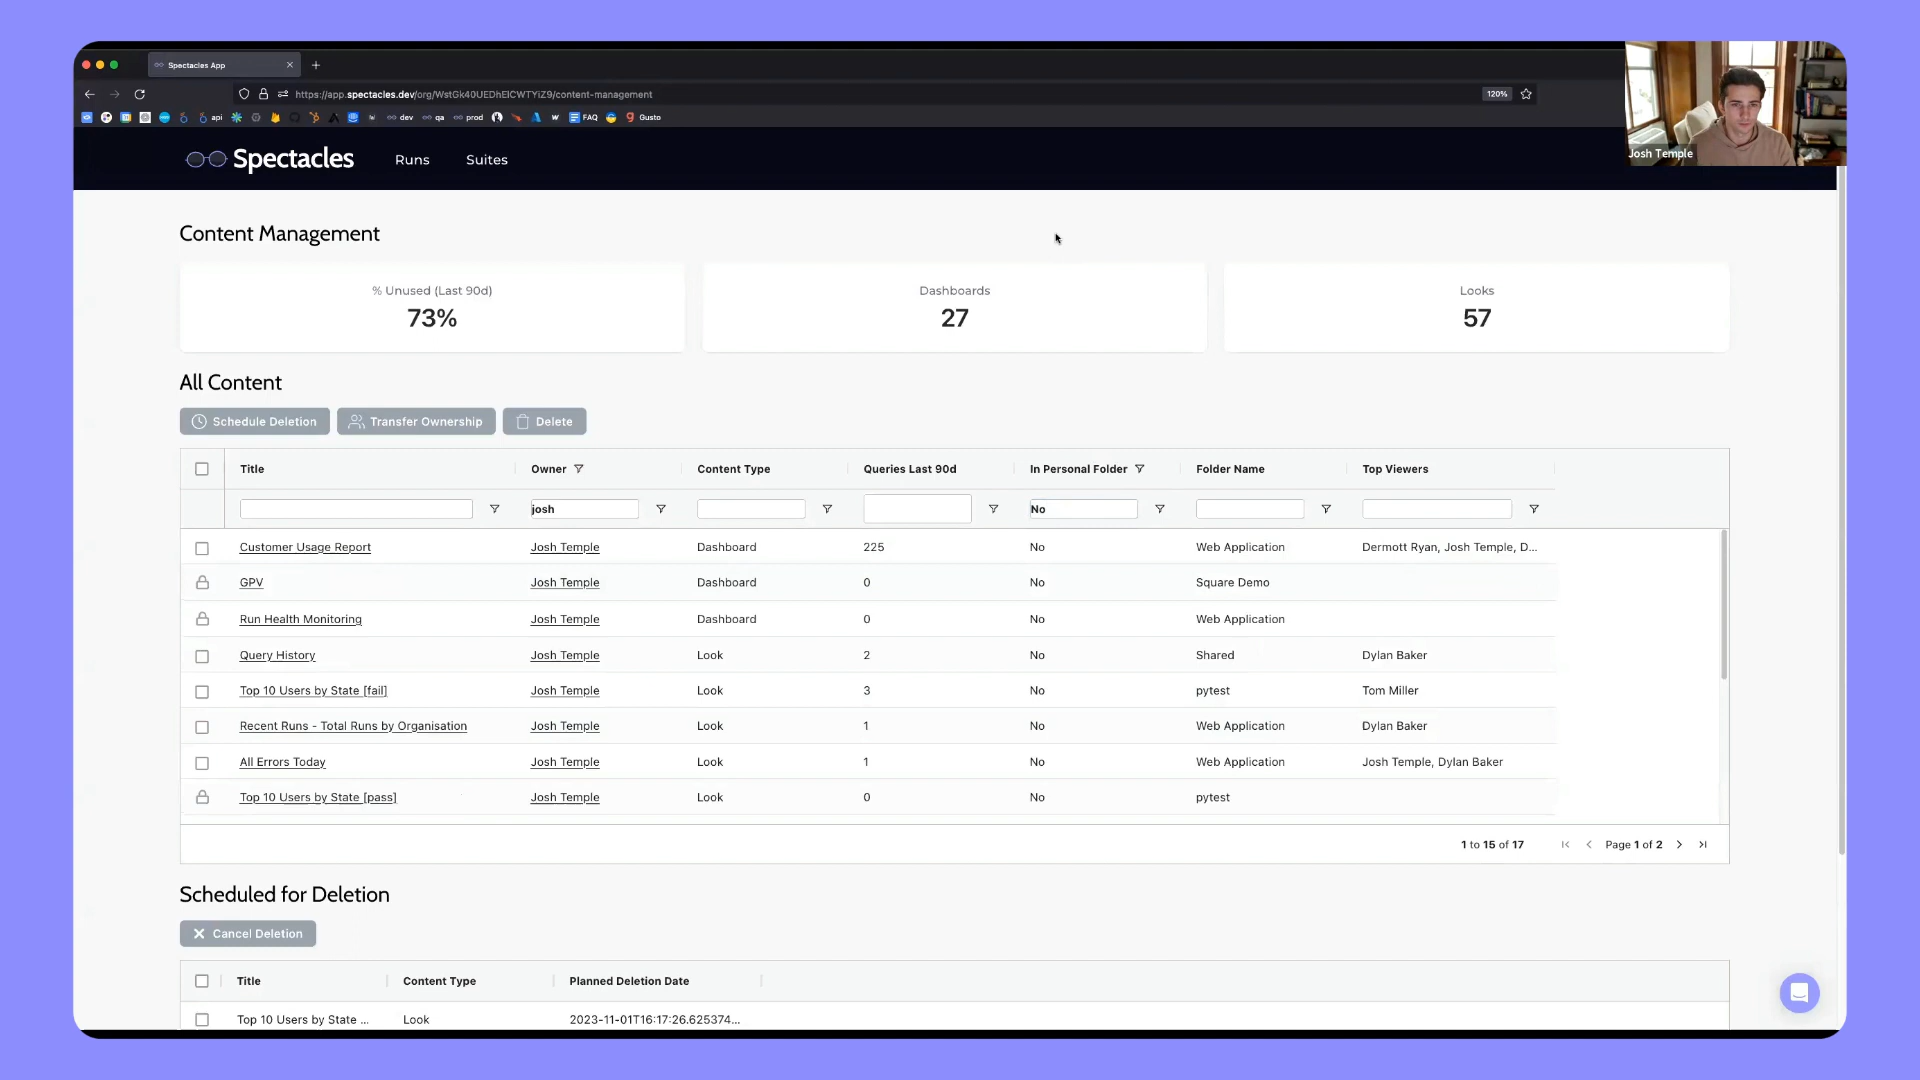 Spectacles App
https://app.spectacles.dev/org/WstGk40UEDhEICWTYiZ9/content-management
120%
api
dev
qa
prod
FAQ
Gusto
Josh Temple
Spectacles
Runs
Suites
Content Management
% Unused (Last 90d)
73%
Dashboards
27
Looks
57
All Content
Schedule Deletion
Transfer Ownership
Delete
Title Owner Content Type Queries Last 90d In Personal Folder Folder Name Top Viewers
josh No
Customer Usage Report Josh Temple Dashboard 225 No Web Application Dermott Ryan, Josh Temple, D...
GPV Josh Temple Dashboard 0 No Square Demo
Run Health Monitoring Josh Temple Dashboard 0 No Web Application
Query History Josh Temple Look 2 No Shared Dylan Baker
Top 10 Users by State [fail] Josh Temple Look 3 No pytest Tom Miller
Recent Runs - Total Runs by Organisation Josh Temple Look 1 No Web Application Dylan Baker
All Errors Today Josh Temple Look 1 No Web Application Josh Temple, Dylan Baker
Top 10 Users by State [pass] Josh Temple Look 0 No pytest
1 to 15 of 17 Page 1 of 2
Scheduled for Deletion
Cancel Deletion
Title Content Type Planned Deletion Date
Top 10 Users by State ... Look 2023-11-01T16:17:26.625374...